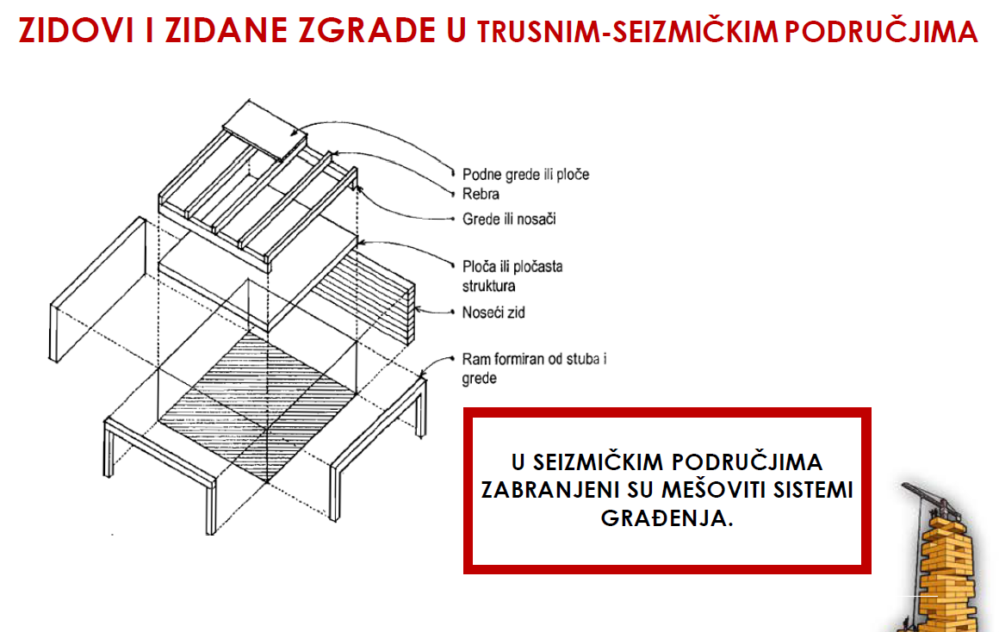 ZIDOVI I ZIDANE ZGRADE U TRUSNIM-SEIZMIČKIM PODRUČJIMA
Podne grede ili ploče
Rebra
Grede ili nosači
Ploča ili pločasta
struktura
Noseći zid
Ram formiran od stuba i
grede
U SEIZMIČKIM PODRUČJIMA
ZABRANJENI SU MEŠOVITI SISTEMI
GRAĐENJA.